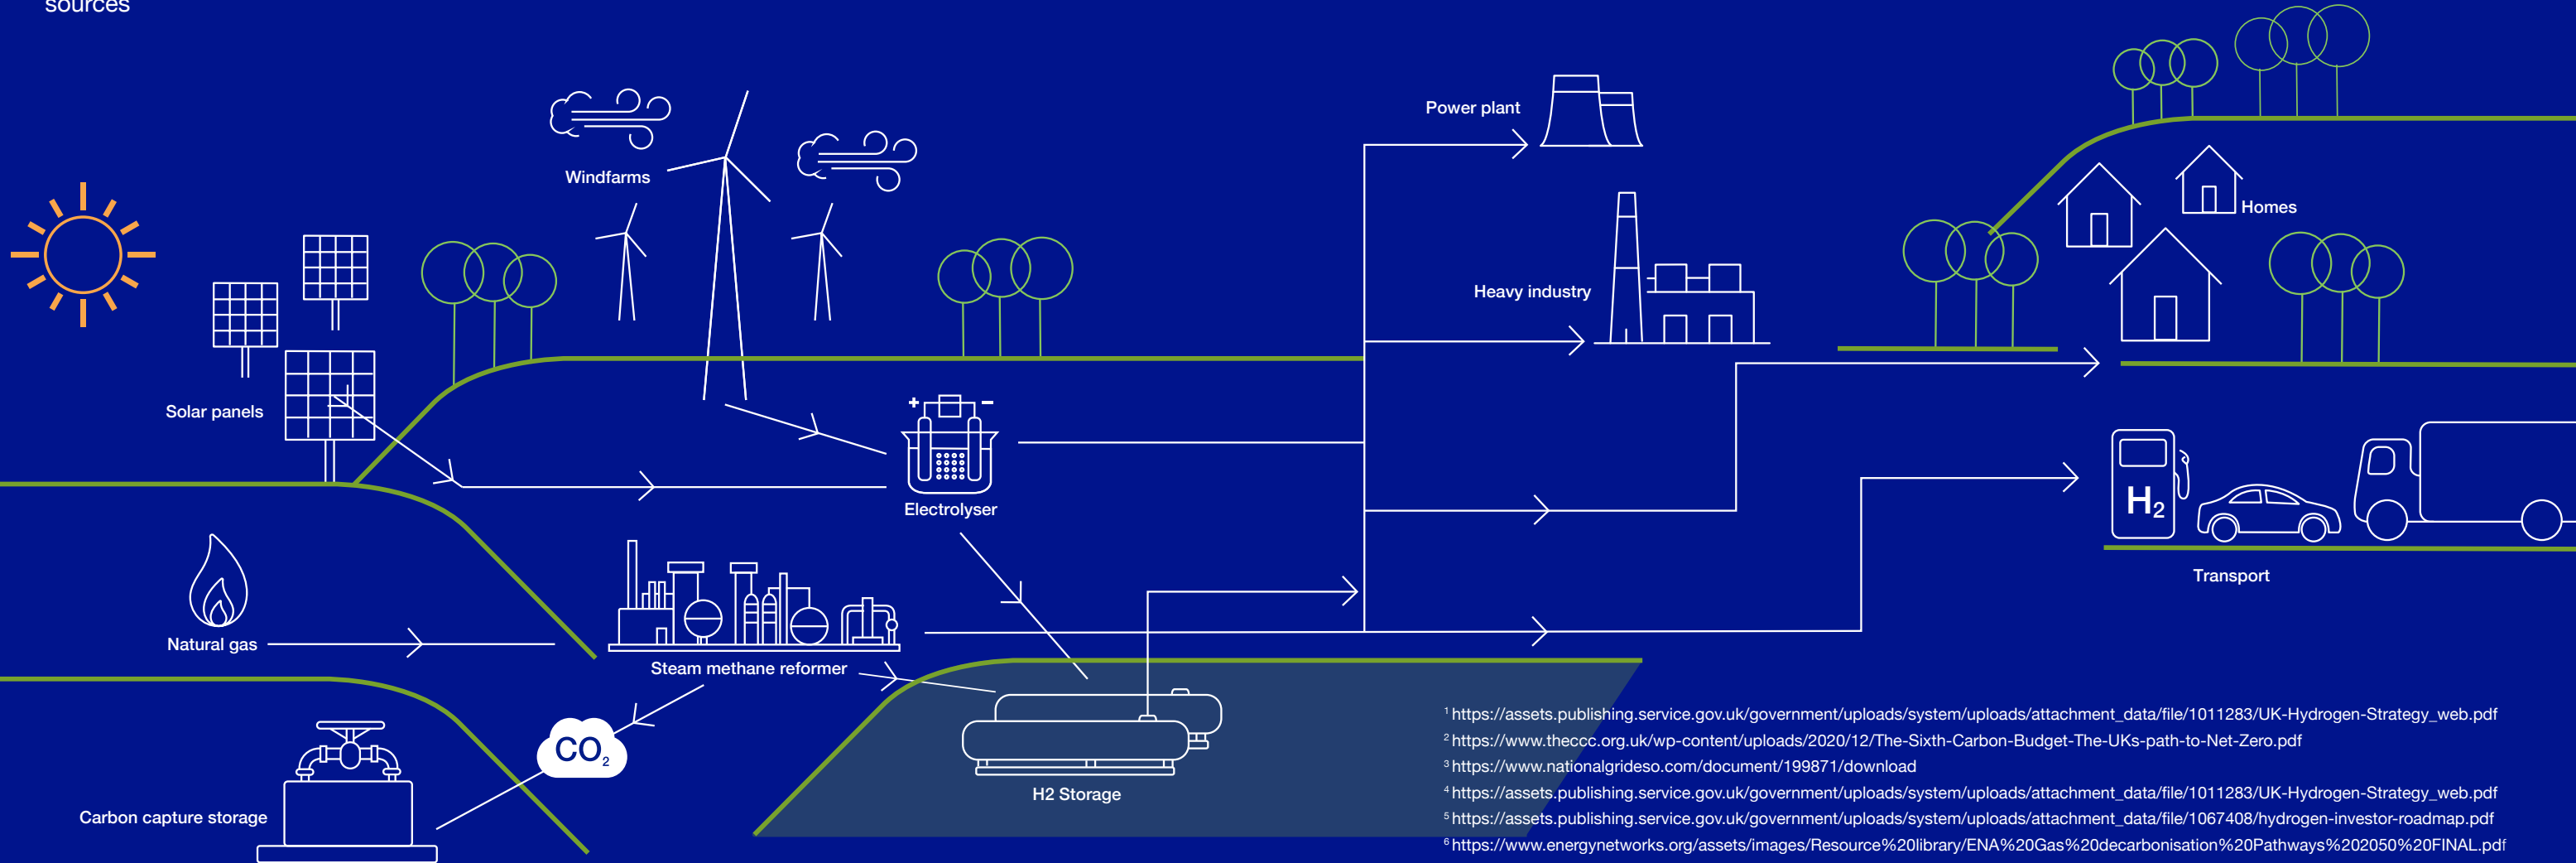 sources
Power plant
Windfarms
Homes
Heavy industry
Solar panels
+ −
Electrolyser
H₂
Transport
Natural gas
Steam methane reformer
CO₂
H2 Storage
Carbon capture storage
¹ https://assets.publishing.service.gov.uk/government/uploads/system/uploads/attachment_data/file/1011283/UK-Hydrogen-Strategy_web.pdf
² https://www.theccc.org.uk/wp-content/uploads/2020/12/The-Sixth-Carbon-Budget-The-UKs-path-to-Net-Zero.pdf
³ https://www.nationalgrideso.com/document/199871/download
⁴ https://assets.publishing.service.gov.uk/government/uploads/system/uploads/attachment_data/file/1011283/UK-Hydrogen-Strategy_web.pdf
⁵ https://assets.publishing.service.gov.uk/government/uploads/system/uploads/attachment_data/file/1067408/hydrogen-investor-roadmap.pdf
⁶ https://www.energynetworks.org/assets/images/Resource%20library/ENA%20Gas%20decarbonisation%20Pathways%202050%20FINAL.pdf